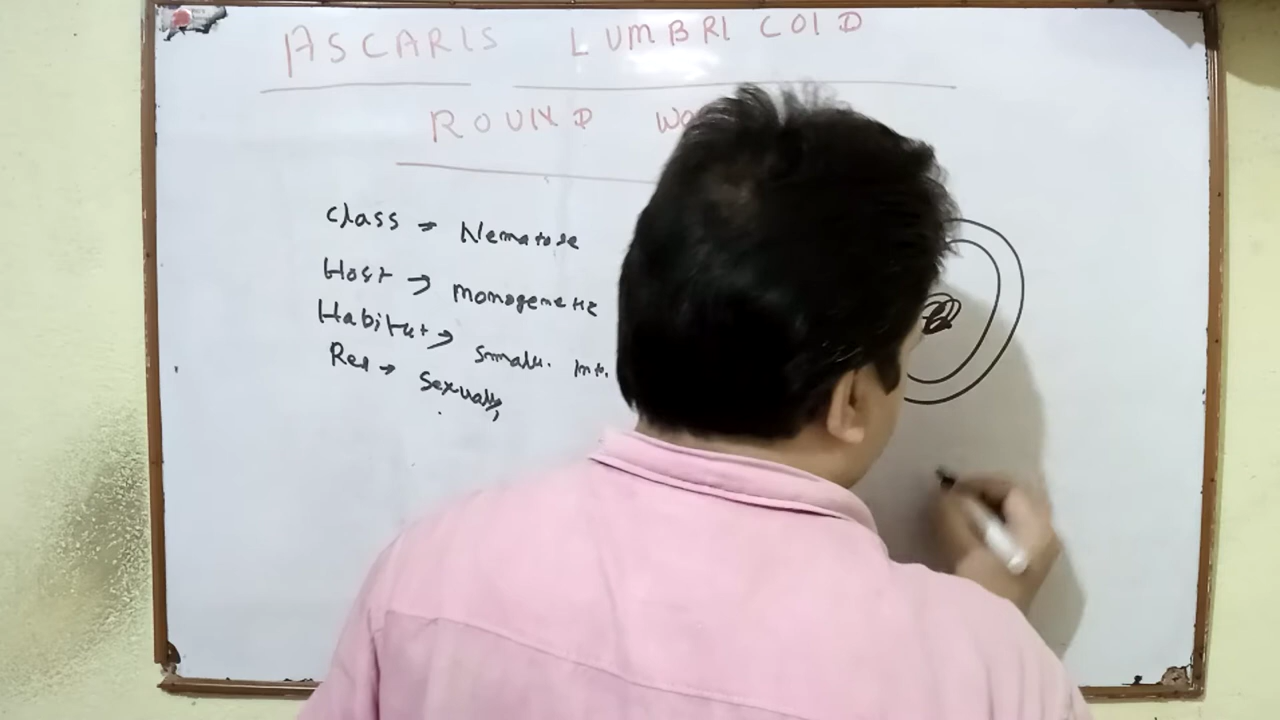 ASCARIS LUMBRICOID
ROUND WO
Class → Nematode
Host → Monogenetic
Habitat → Small. Int.
Rep → Sexually